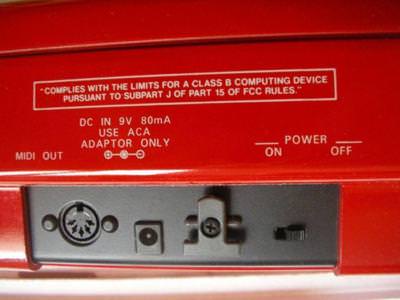 "COMPLIES WITH THE LIMITS FOR A CLASS B COMPUTING DEVICE
PURSUANT TO SUBPART J OF PART 15 OF FCC RULES."
DC IN 9V 80mA
USE ACA
ADAPTOR ONLY
MIDI OUT
POWER
ON OFF